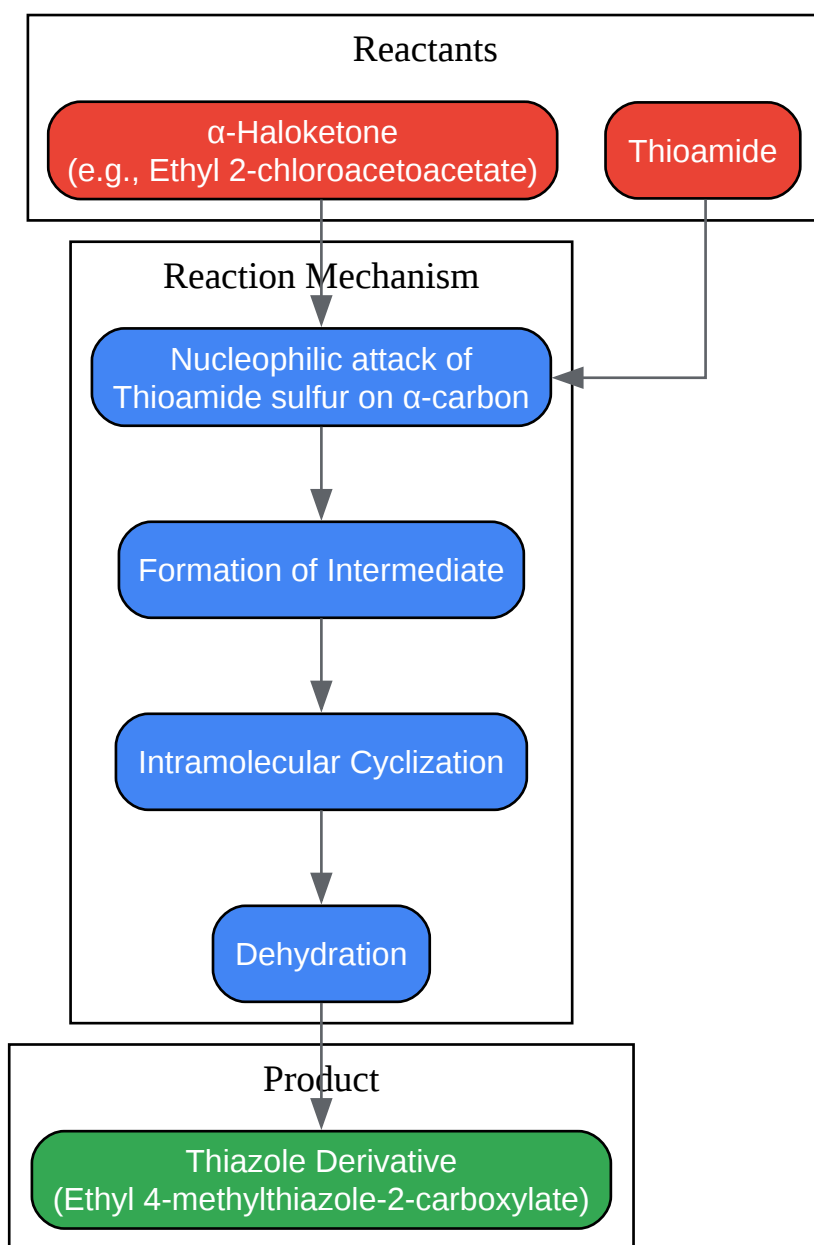 Reactants
α-Haloketone
(e.g., Ethyl 2-chloroacetoacetate)
Thioamide
Reaction Mechanism
Nucleophilic attack of
Thioamide sulfur on α-carbon
Formation of Intermediate
Intramolecular Cyclization
Dehydration
Product
Thiazole Derivative
(Ethyl 4-methylthiazole-2-carboxylate)